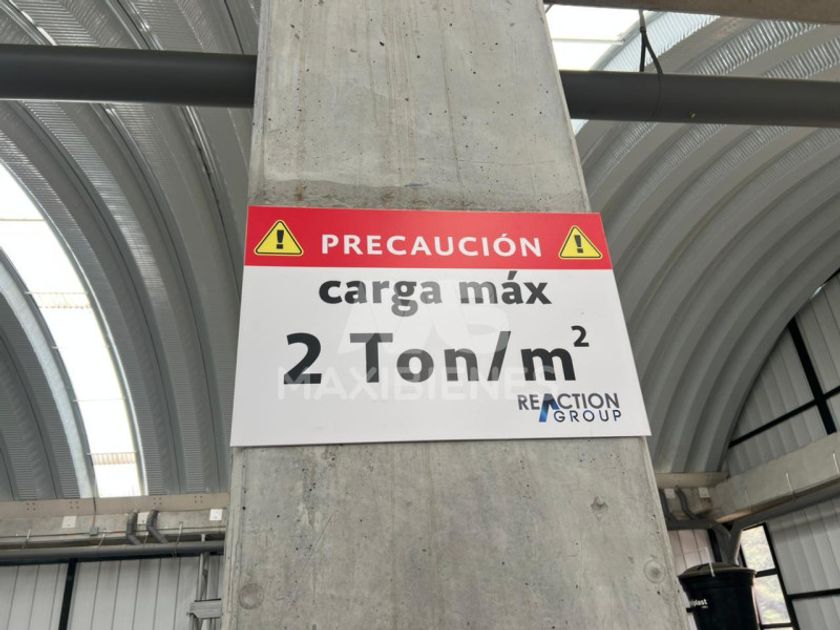 PRECAUCIÓN
carga máx
2 Ton/m²
MAXIBIENES
REACTION
GROUP